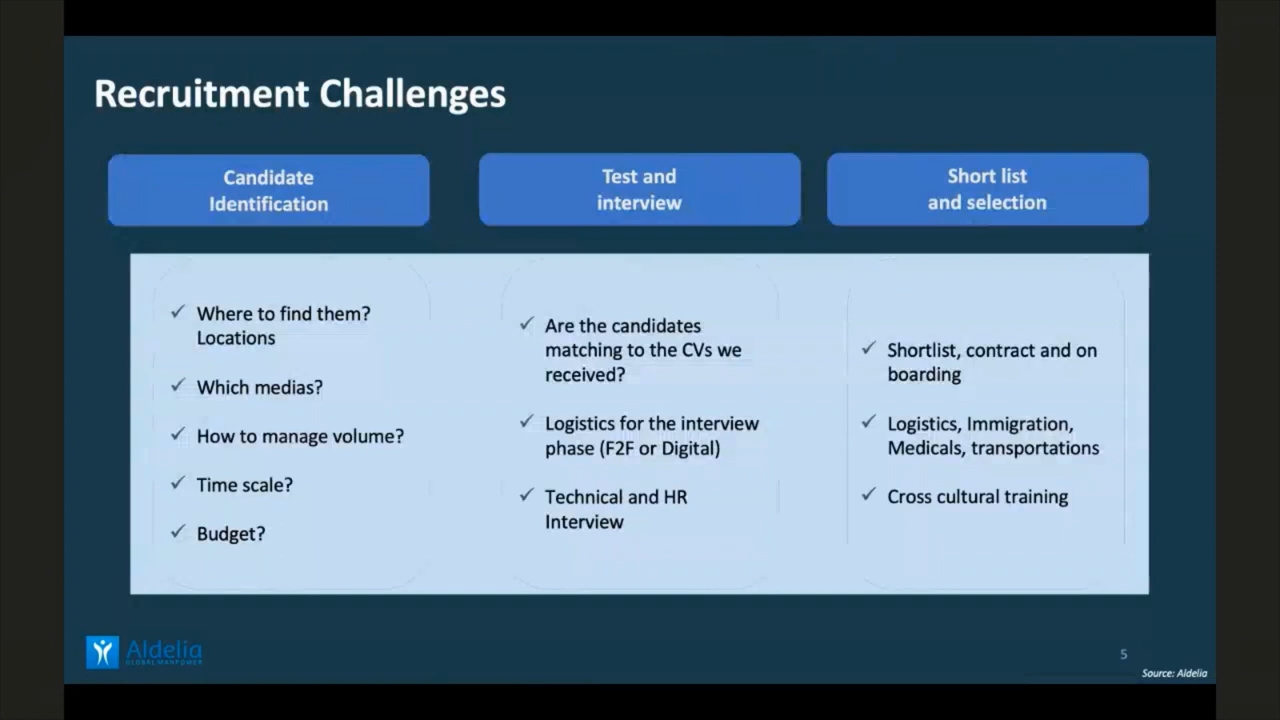 Recruitment Challenges
Candidate
Identification
Test and
interview
Short list
and selection
Where to find them?
Locations
Which medias?
How to manage volume?
Time scale?
Budget?
Are the candidates
matching to the CVs we
received?
Logistics for the interview
phase (F2F or Digital)
Technical and HR
Interview
Shortlist, contract and on
boarding
Logistics, Immigration,
Medicals, transportations
Cross cultural training
Aldelia
GLOBAL MANPOWER
5
Source: Aldelia